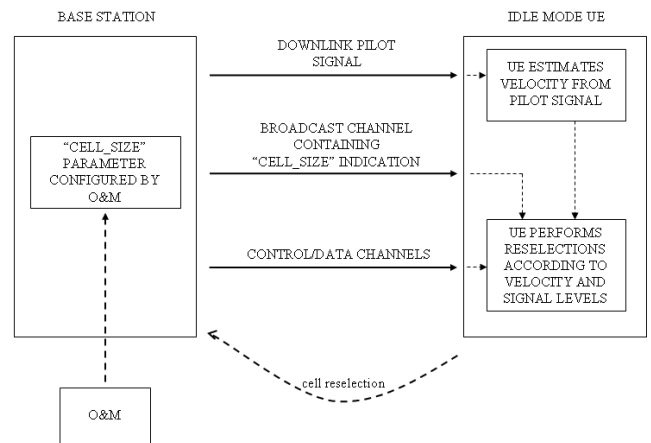 BASE STATION
IDLE MODE UE
DOWNLINK PILOT
SIGNAL
UE ESTIMATES
VELOCITY FROM
PILOT SIGNAL
"CELL_SIZE"
PARAMETER
CONFIGURED BY
O&M
BROADCAST CHANNEL
CONTAINING
"CELL_SIZE" INDICATION
CONTROL/DATA CHANNELS
UE PERFORMS
RESELECTIONS
ACCORDING TO
VELOCITY AND
SIGNAL LEVELS
cell reselection
O&M